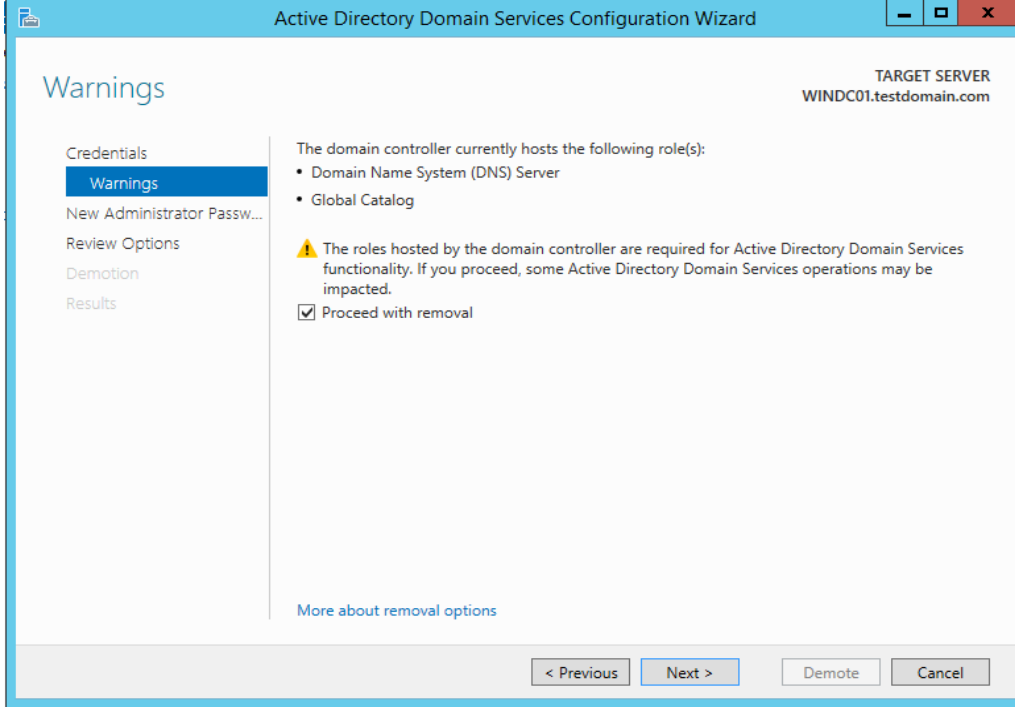 Active Directory Domain Services Configuration Wizard
Warnings
TARGET SERVER
WINDC01.testdomain.com
Credentials
Warnings
New Administrator Passw...
Review Options
Demotion
Results
The domain controller currently hosts the following role(s):
• Domain Name System (DNS) Server
• Global Catalog
The roles hosted by the domain controller are required for Active Directory Domain Services
functionality. If you proceed, some Active Directory Domain Services operations may be
impacted.
Proceed with removal
More about removal options
< Previous
Next >
Demote
Cancel